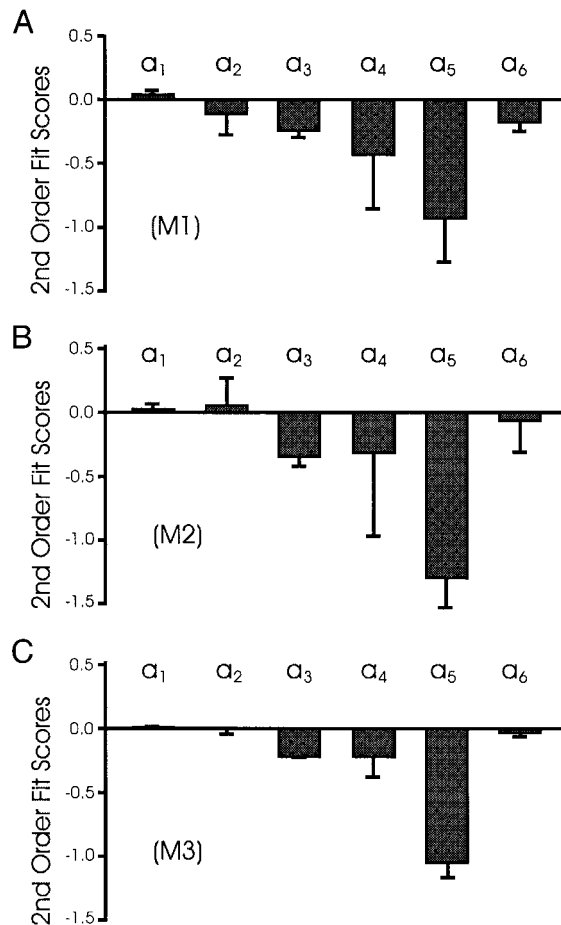 A
2nd Order Fit Scores
0.5
0.0
-0.5
-1.0
-1.5
a1 a2 a3 a4 a5 a6
(M1)
B
2nd Order Fit Scores
0.5
0.0
-0.5
-1.0
-1.5
a1 a2 a3 a4 a5 a6
(M2)
C
2nd Order Fit Scores
0.5
0.0
-0.5
-1.0
-1.5
a1 a2 a3 a4 a5 a6
(M3)